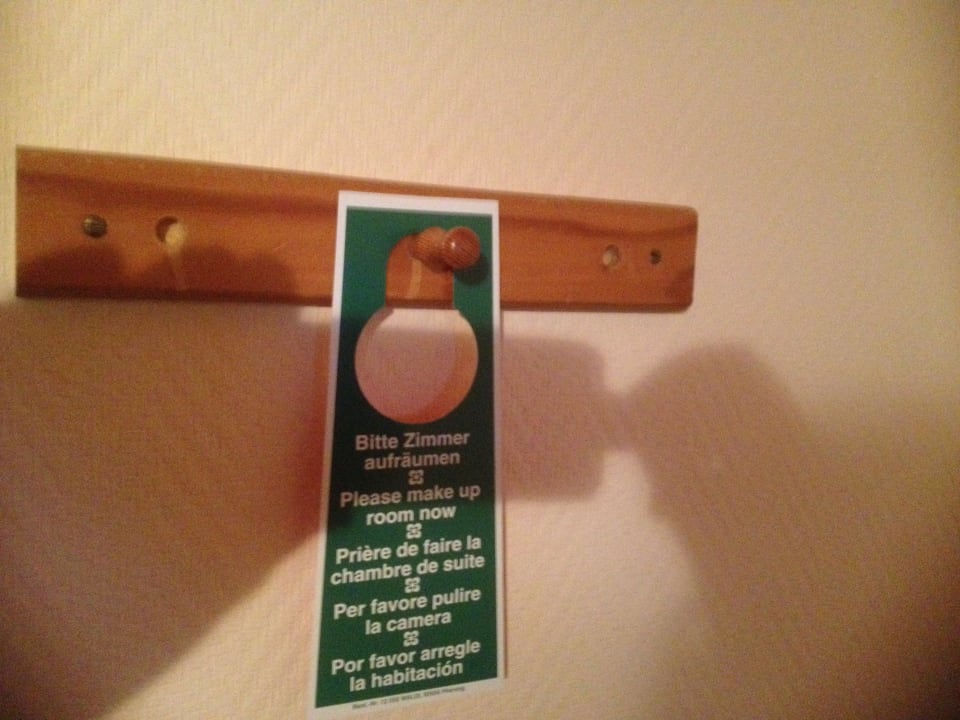 Bitte Zimmer
aufräumen
Please make up
room now
Prière de faire la
chambre de suite
Per favore pulire
la camera
Por favor arregle
la habitación